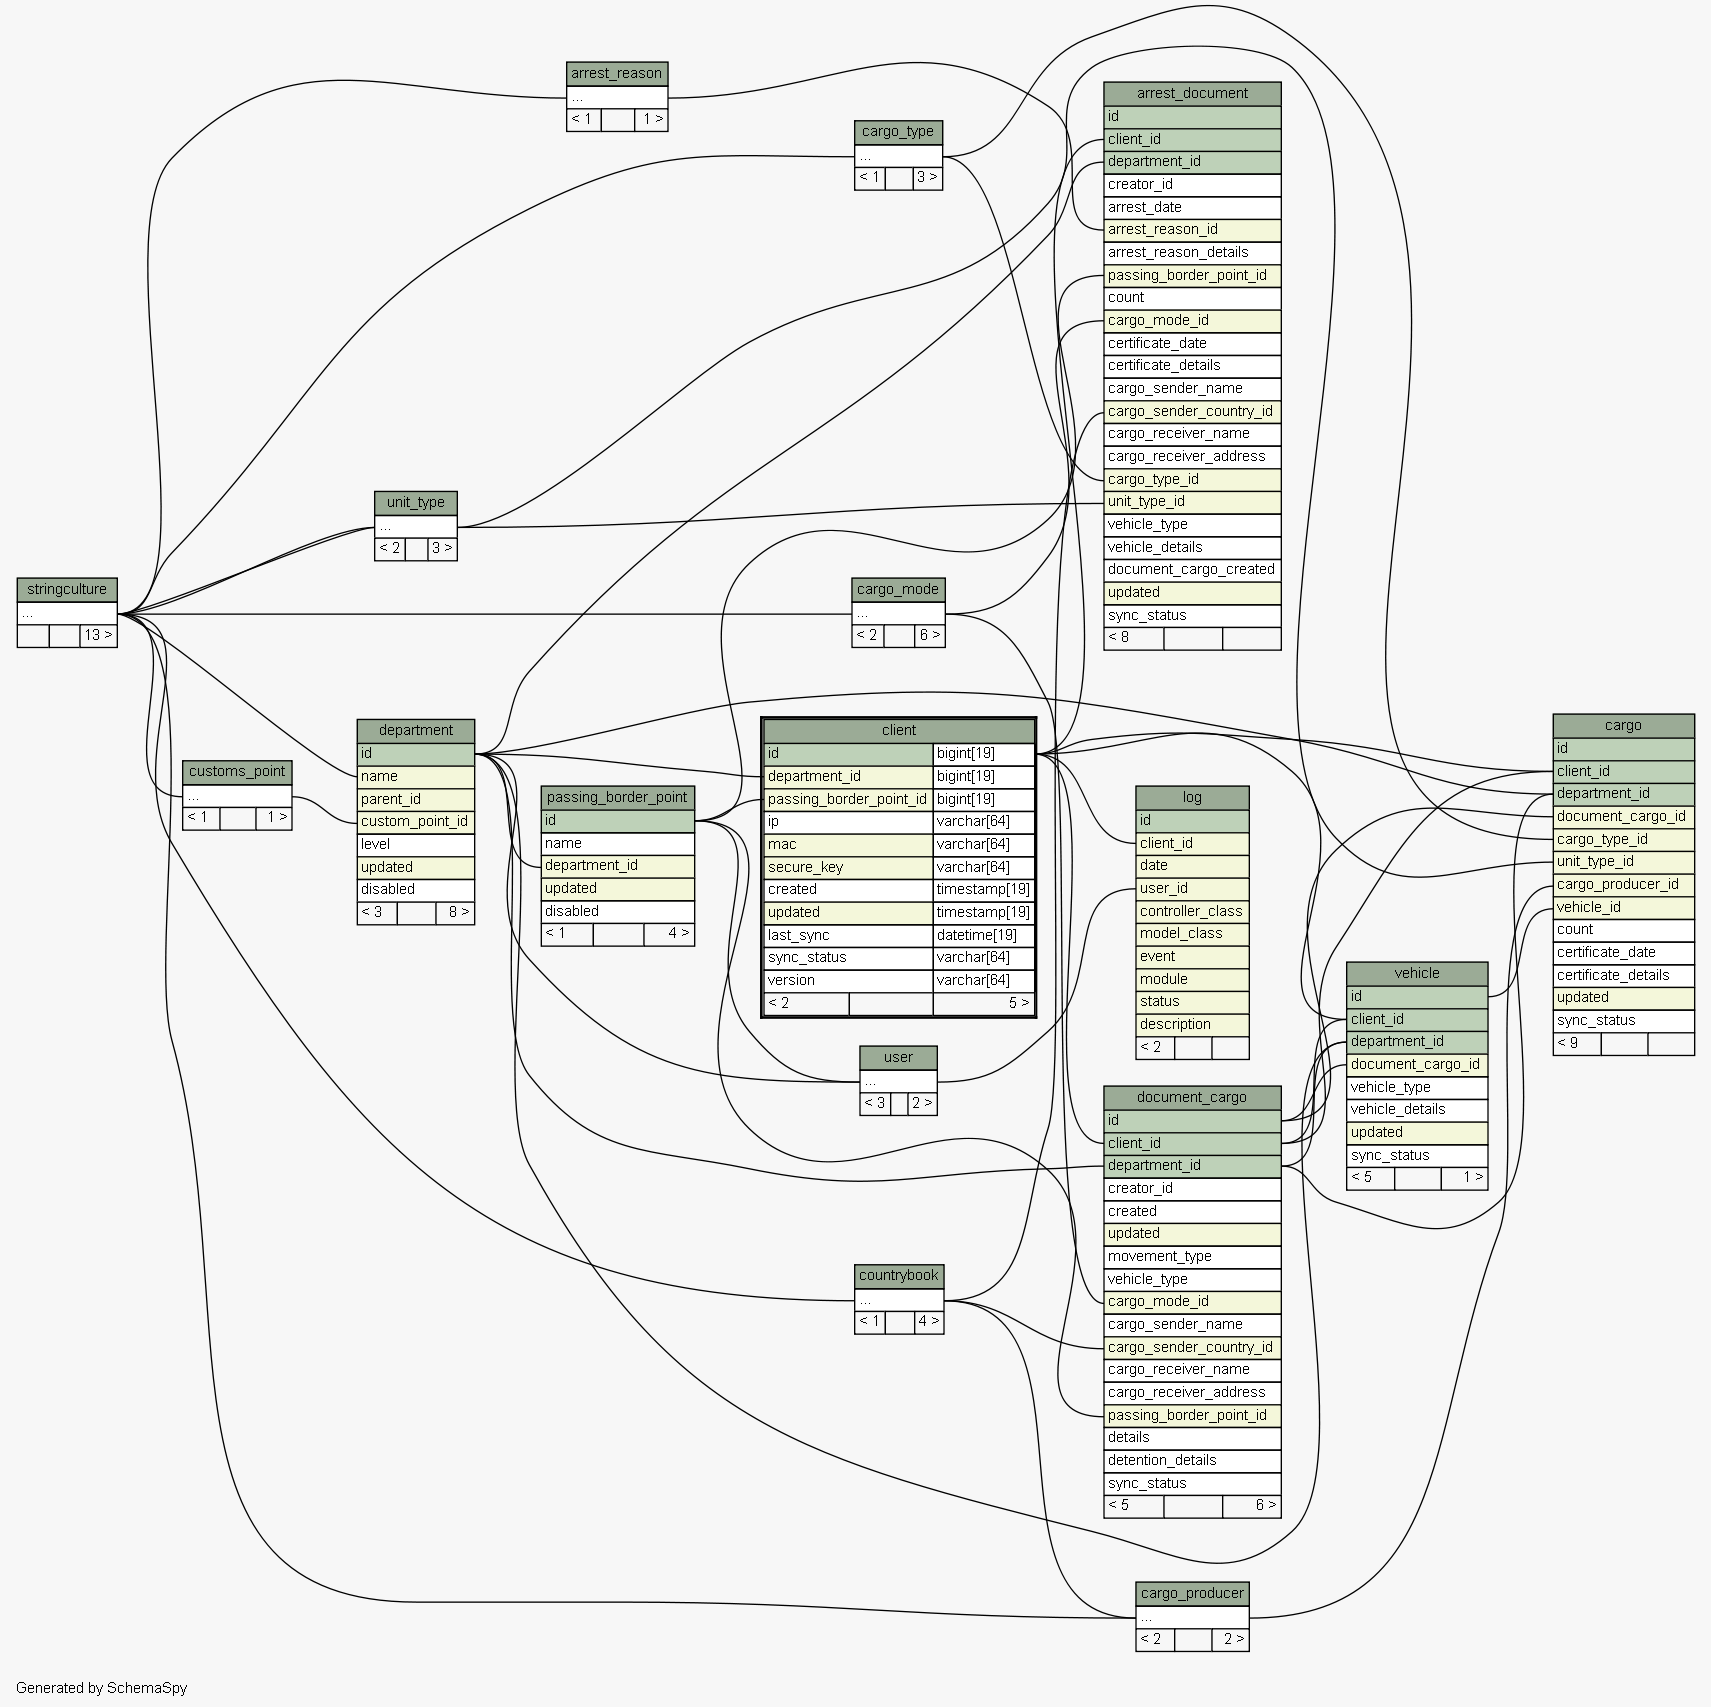 arrest_reason
...
< 1 1 >
cargo_type
...
< 1 3 >
arrest_document
id
client_id
department_id
creator_id
arrest_date
arrest_reason_id
arrest_reason_details
passing_border_point_id
count
cargo_mode_id
certificate_date
certificate_details
cargo_sender_name
cargo_sender_country_id
cargo_receiver_name
cargo_receiver_address
cargo_type_id
unit_type_id
vehicle_type
vehicle_details
document_cargo_created
updated
sync_status
< 8
unit_type
...
< 2 3 >
stringculture
...
13 >
cargo_mode
...
< 2 6 >
department
id
name
parent_id
custom_point_id
level
updated
disabled
< 3 8 >
customs_point
...
< 1 1 >
passing_border_point
id
name
department_id
updated
disabled
< 1 4 >
client
id bigint[19]
department_id bigint[19]
passing_border_point_id bigint[19]
ip varchar[64]
mac varchar[64]
secure_key varchar[64]
created timestamp[19]
updated timestamp[19]
last_sync datetime[19]
sync_status varchar[64]
version varchar[64]
< 2 5 >
log
id
client_id
date
user_id
controller_class
model_class
event
module
status
description
< 2
cargo
id
client_id
department_id
document_cargo_id
cargo_type_id
unit_type_id
cargo_producer_id
vehicle_id
count
certificate_date
certificate_details
updated
sync_status
< 9
vehicle
id
client_id
department_id
document_cargo_id
vehicle_type
vehicle_details
updated
sync_status
< 5 1 >
user
...
< 3 2 >
document_cargo
id
client_id
department_id
creator_id
created
updated
movement_type
vehicle_type
cargo_mode_id
cargo_sender_name
cargo_sender_country_id
cargo_receiver_name
cargo_receiver_address
passing_border_point_id
details
detention_details
sync_status
< 5 6 >
countrybook
...
< 1 4 >
cargo_producer
...
< 2 2 >
Generated by SchemaSpy